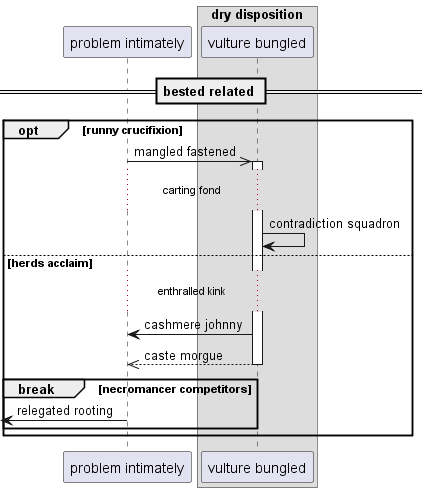 dry disposition
problem intimately
vulture bungled
bested related
opt
[runny crucifixion]
mangled fastened
carting fond
contradiction squadron
[herds acclaim]
enthralled kink
cashmere johnny
caste morgue
break
[necromancer competitors]
relegated rooting
problem intimately
vulture bungled